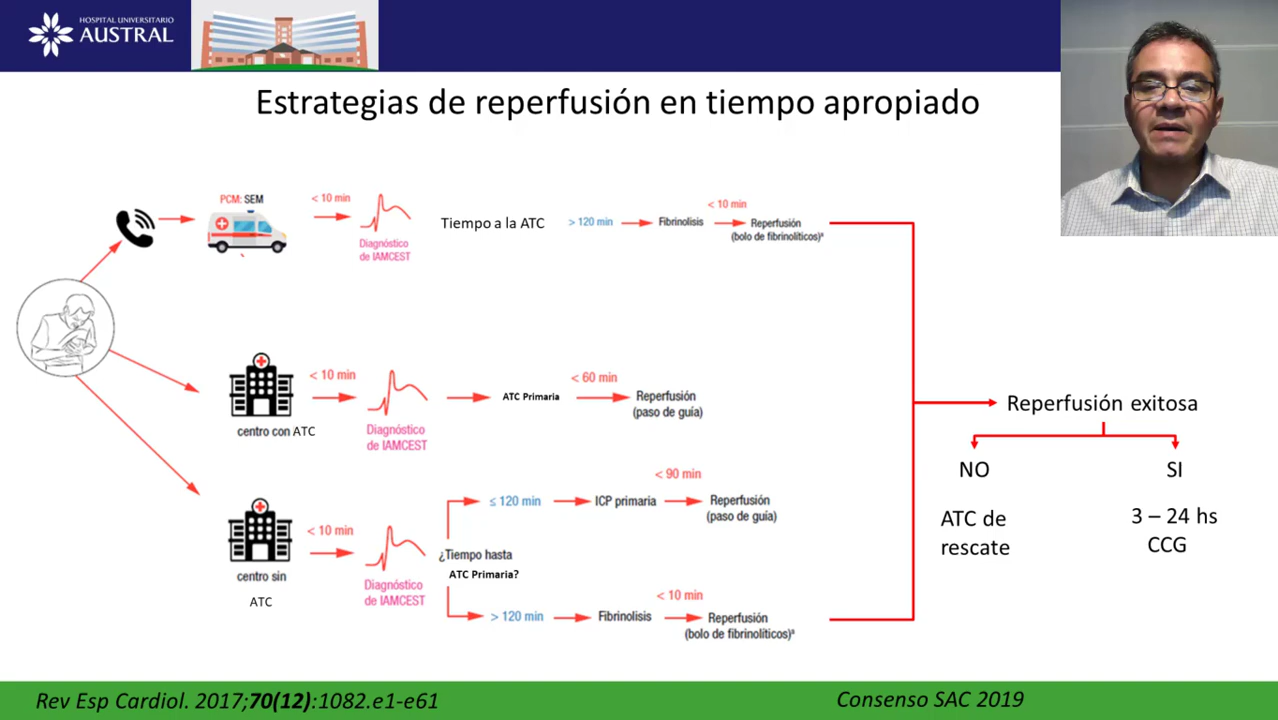 HOSPITAL UNIVERSITARIO
AUSTRAL
Estrategias de reperfusión en tiempo apropiado
PCM: SEM
< 10 min
Diagnóstico
de IAMCEST
Tiempo a la ATC
> 120 min
Fibrinolisis
< 10 min
Reperfusión
(bolo de fibrinolíticos)ª
centro con ATC
< 10 min
Diagnóstico
de IAMCEST
ATC Primaria
< 60 min
Reperfusión
(paso de guía)
centro sin
ATC
< 10 min
Diagnóstico
de IAMCEST
¿Tiempo hasta
ATC Primaria?
≤ 120 min
ICP primaria
< 90 min
Reperfusión
(paso de guía)
> 120 min
Fibrinolisis
< 10 min
Reperfusión
(bolo de fibrinolíticos)ª
Reperfusión exitosa
NO
SI
ATC de
rescate
3 – 24 hs
CCG
Rev Esp Cardiol. 2017;70(12):1082.e1-e61
Consenso SAC 2019